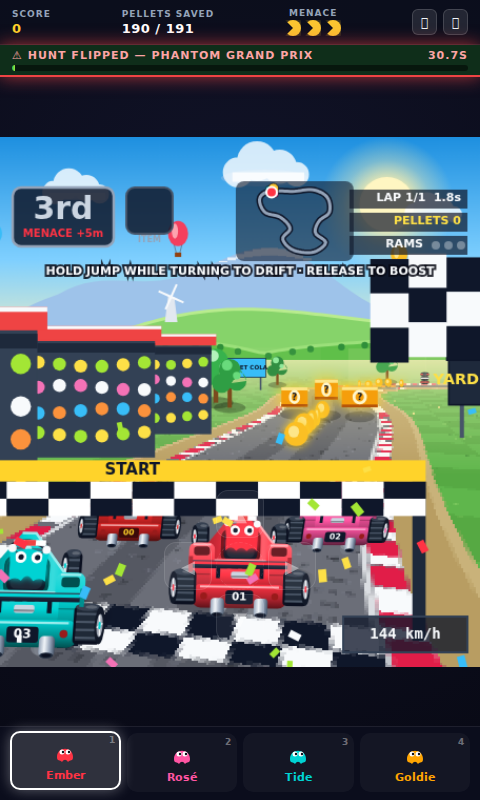 SCORE
0
PELLETS SAVED
190 / 191
MENACE
⚠ HUNT FLIPPED — PHANTOM GRAND PRIX
30.7S
3rd
MENACE +5m
ITEM
LAP 1/1 1.8s
PELLETS 0
RAMS
HOLD JUMP WHILE TURNING TO DRIFT · RELEASE TO BOOST
ET COLA
? ? ?
YARD
START
00
02
01
03
144 km/h
1
Ember
2
Rosé
3
Tide
4
Goldie